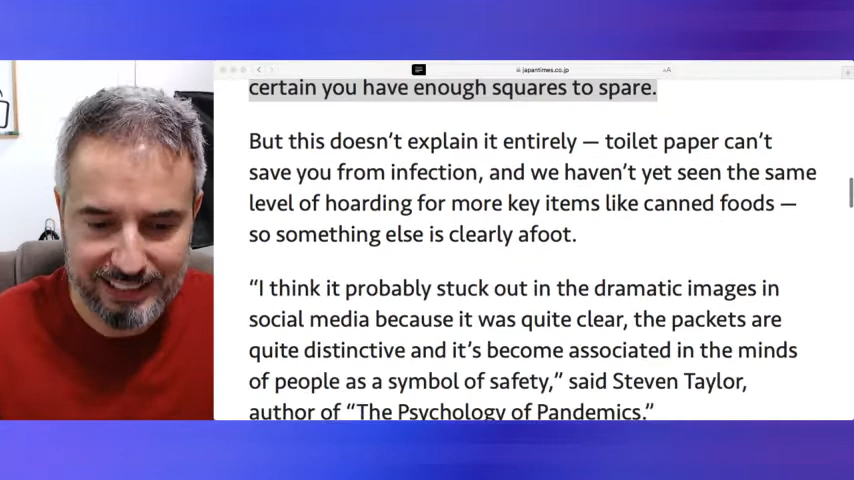 japantimes.co.jp
certain you have enough squares to spare.
But this doesn’t explain it entirely — toilet paper can’t
save you from infection, and we haven’t yet seen the same
level of hoarding for more key items like canned foods —
so something else is clearly afoot.
“I think it probably stuck out in the dramatic images in
social media because it was quite clear, the packets are
quite distinctive and it’s become associated in the minds
of people as a symbol of safety,” said Steven Taylor,
author of “The Psychology of Pandemics.”